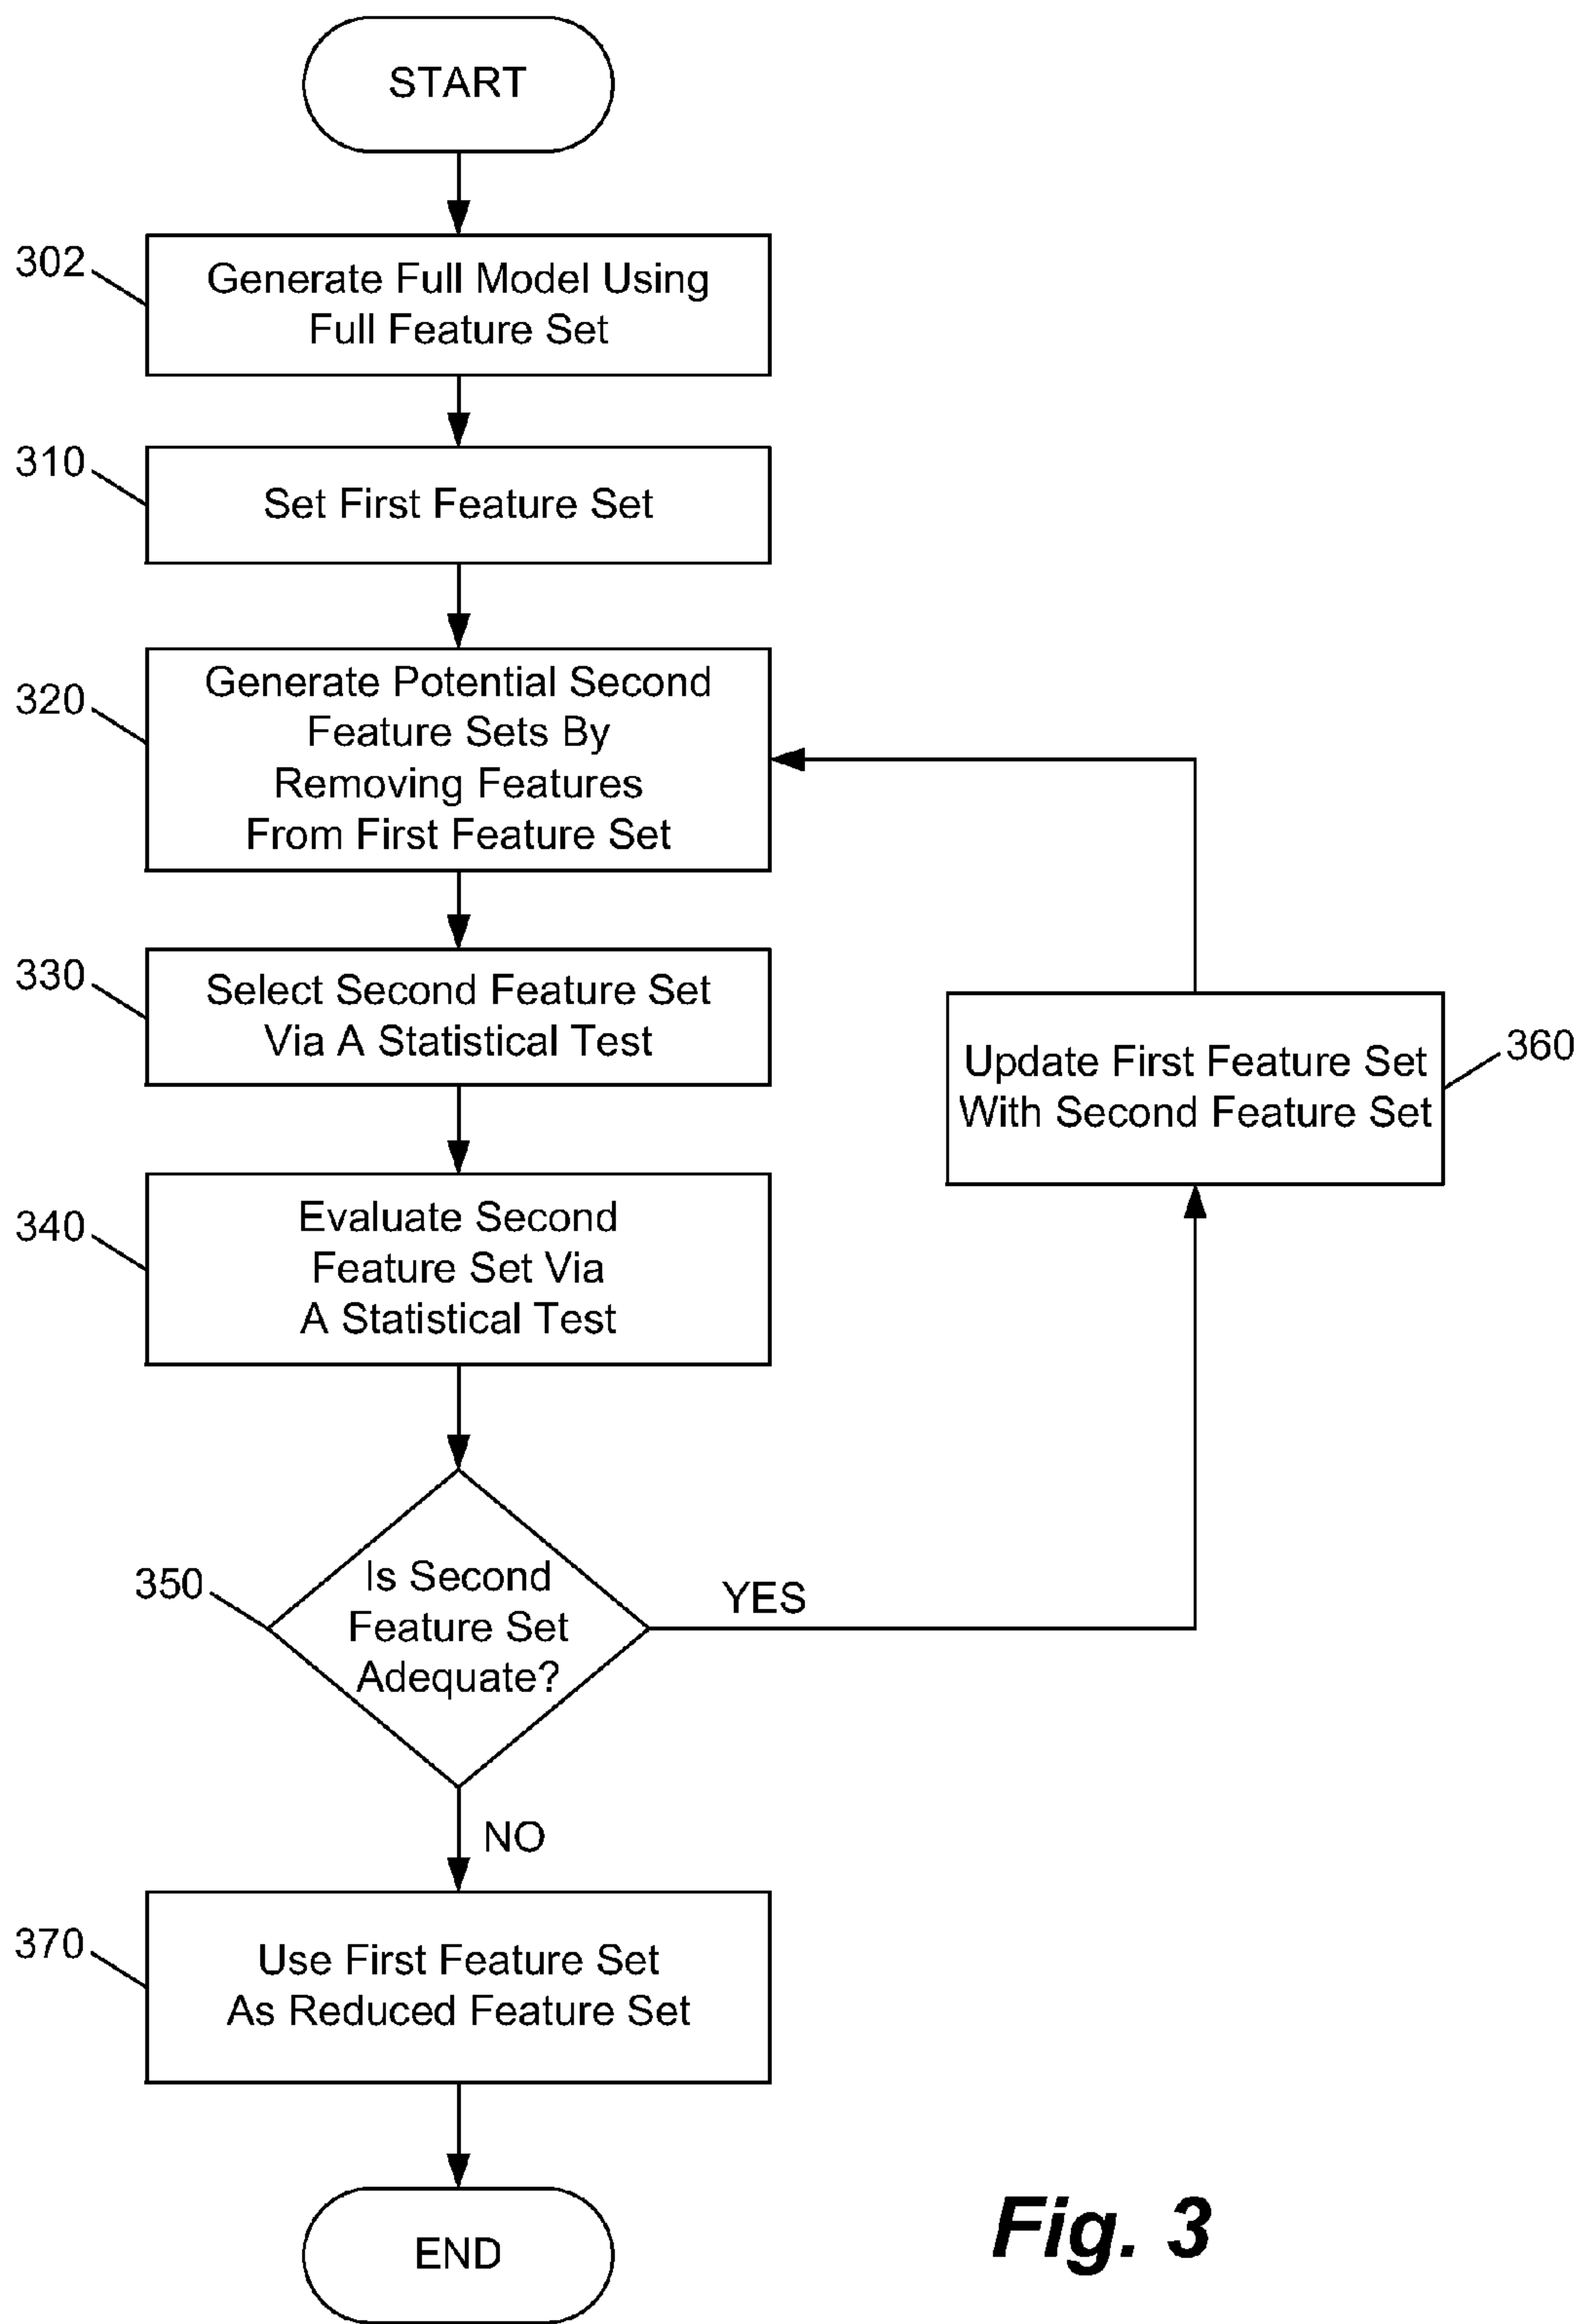 START
302
Generate Full Model Using
Full Feature Set
310
Set First Feature Set
320
Generate Potential Second
Feature Sets By
Removing Features
From First Feature Set
330
Select Second Feature Set
Via A Statistical Test
360
Update First Feature Set
With Second Feature Set
340
Evaluate Second
Feature Set Via
A Statistical Test
350
Is Second
Feature Set
Adequate?
YES
NO
370
Use First Feature Set
As Reduced Feature Set
END
Fig. 3